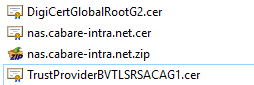 DigiCertGlobalRootG2.cer
nas.cabare-intra.net.cer
nas.cabare-intra.net.zip
TrustProviderBVTLSRSACAG1.cer